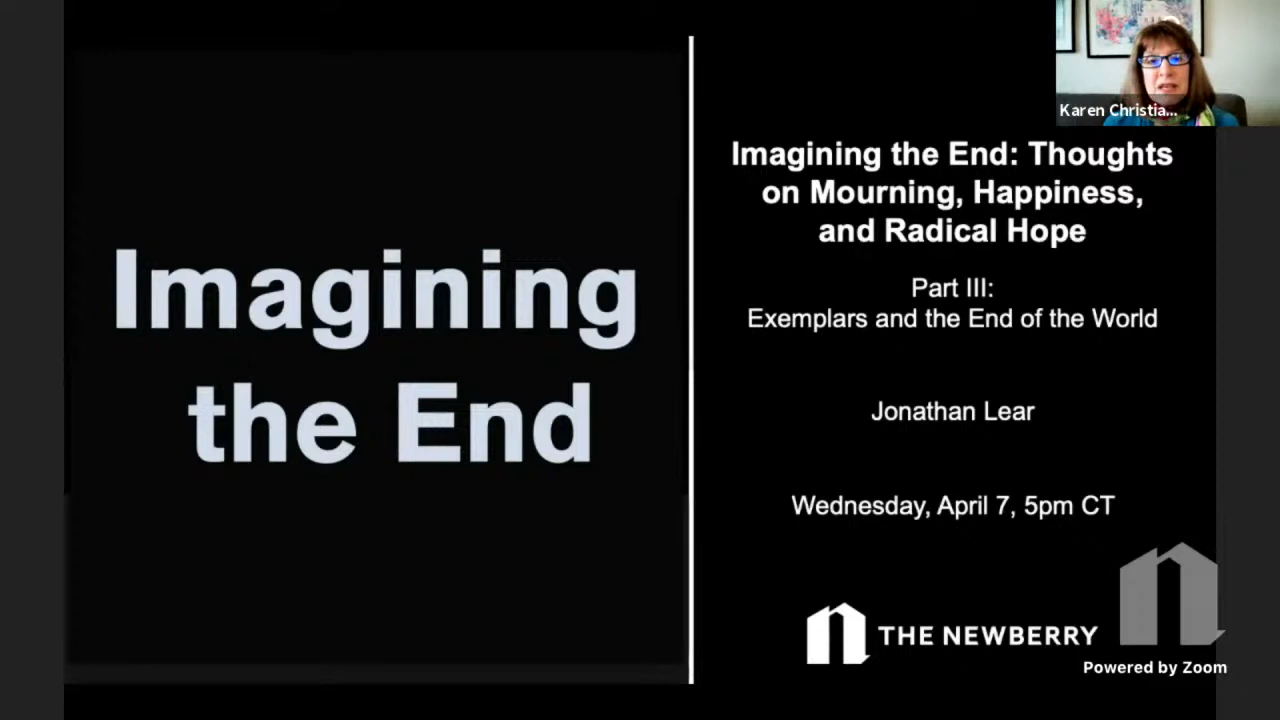 Imagining
the End
Karen Christia...
Imagining the End: Thoughts
on Mourning, Happiness,
and Radical Hope
Part III:
Exemplars and the End of the World
Jonathan Lear
Wednesday, April 7, 5pm CT
THE NEWBERRY
Powered by Zoom